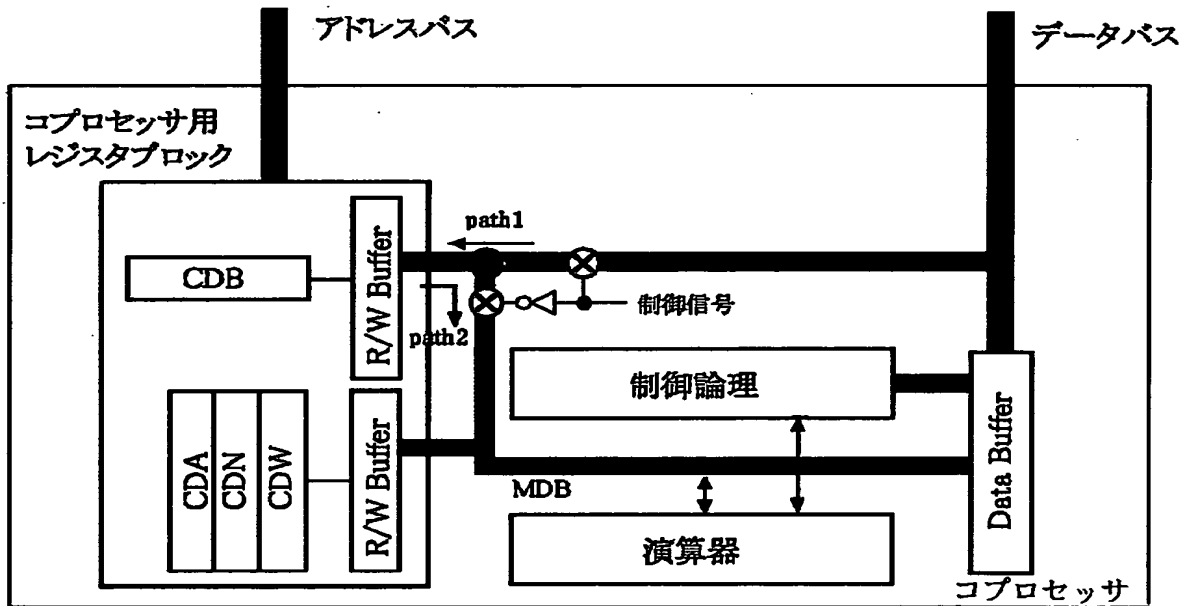 アドレスバス
データバス
コプロセッサ用
レジスタブロック
path1
CDB
R/W Buffer
制御信号
path2
制御論理
CDA
CDN
CDW
R/W Buffer
MDB
Data Buffer
演算器
コプロセッサ